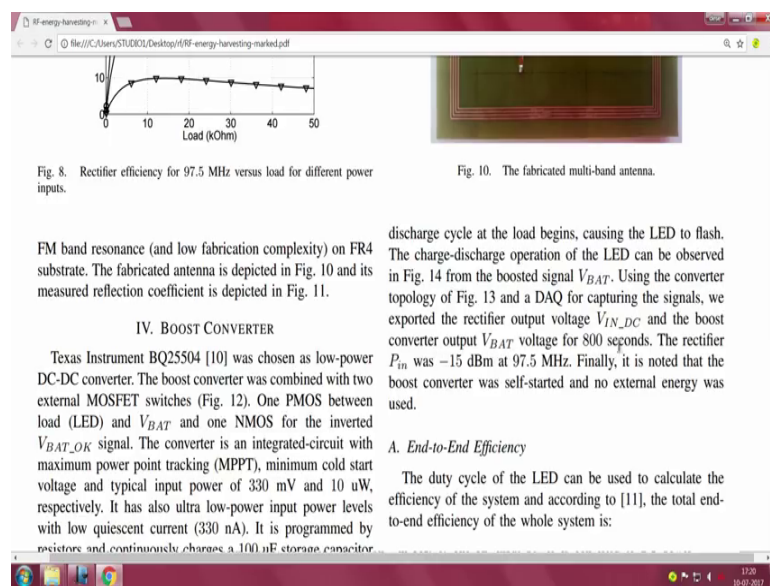 RF-energy-harvesting-m
file:///C:/Users/STUDIO1/Desktop/rf/RF-energy-harvesting-marked.pdf
10
0
0 10 20 30 40 50
Load (kOhm)
Fig. 8. Rectifier efficiency for 97.5 MHz versus load for different power
inputs.
FM band resonance (and low fabrication complexity) on FR4
substrate. The fabricated antenna is depicted in Fig. 10 and its
measured reflection coefficient is depicted in Fig. 11.
IV. BOOST CONVERTER
Texas Instrument BQ25504 [10] was chosen as low-power
DC-DC converter. The boost converter was combined with two
external MOSFET switches (Fig. 12). One PMOS between
load (LED) and VBAT and one NMOS for the inverted
VBAT_OK signal. The converter is an integrated-circuit with
maximum power point tracking (MPPT), minimum cold start
voltage and typical input power of 330 mV and 10 uW,
respectively. It has also ultra low-power input power levels
with low quiescent current (330 nA). It is programmed by
resistors and continuously charges a 100 uF storage capacitor
Fig. 10. The fabricated multi-band antenna.
discharge cycle at the load begins, causing the LED to flash.
The charge-discharge operation of the LED can be observed
in Fig. 14 from the boosted signal VBAT. Using the converter
topology of Fig. 13 and a DAQ for capturing the signals, we
exported the rectifier output voltage VIN_DC and the boost
converter output VBAT voltage for 800 seconds. The rectifier
Pin was −15 dBm at 97.5 MHz. Finally, it is noted that the
boost converter was self-started and no external energy was
used.
A. End-to-End Efficiency
The duty cycle of the LED can be used to calculate the
efficiency of the system and according to [11], the total end-
to-end efficiency of the whole system is:
17:20
10-07-2017